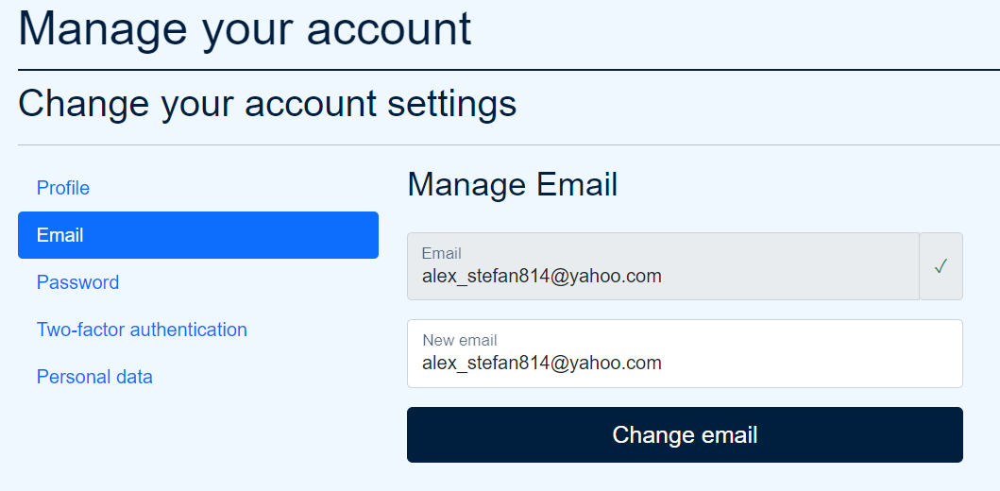 Manage your account
Change your account settings
Profile
Email
Password
Two-factor authentication
Personal data
Manage Email
Email
alex_stefan814@yahoo.com
✓
New email
alex_stefan814@yahoo.com
Change email